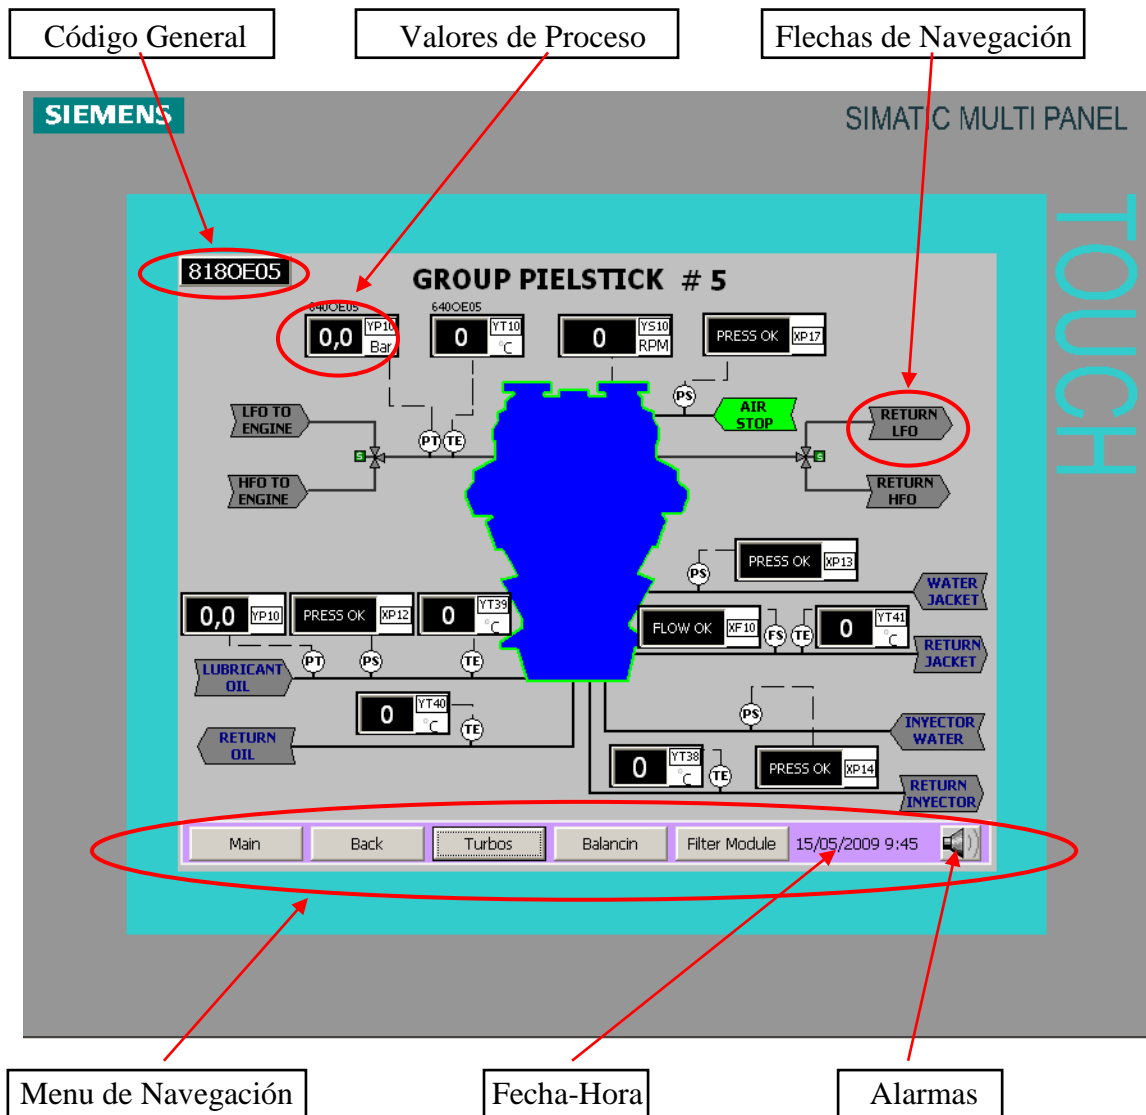 Código General
Valores de Proceso
Flechas de Navegación
SIEMENS
SIMATIC MULTI PANEL
TOUCH
818OE05
GROUP PIELSTICK # 5
640OE05
640OE05
0,0
YP10
Bar
0
YT10
°C
0
YS10
RPM
PRESS OK
XP17
LFO TO
ENGINE
PT
TE
PS
AIR
STOP
RETURN
LFO
S
S
HFO TO
ENGINE
RETURN
HFO
PRESS OK
XP13
PS
WATER
JACKET
0,0
YP10
PRESS OK
XP12
0
YT39
°C
FLOW OK
XF10
FS
TE
0
YT41
°C
RETURN
JACKET
LUBRICANT
OIL
PT
PS
TE
0
YT40
°C
TE
PS
INYECTOR
WATER
RETURN
OIL
0
YT38
°C
TE
PRESS OK
XP14
RETURN
INYECTOR
Main
Back
Turbos
Balancin
Filter Module
15/05/2009 9:45
Menu de Navegación
Fecha-Hora
Alarmas